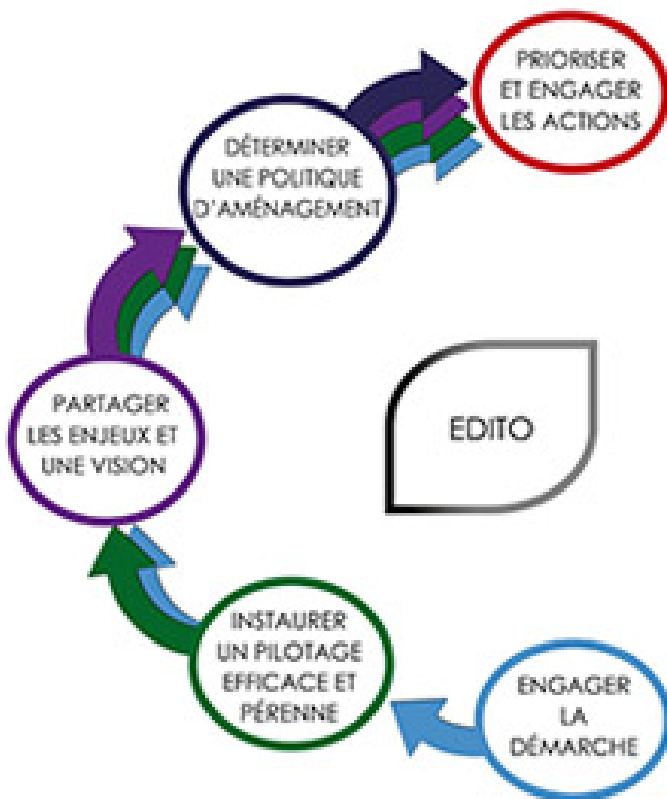 PRIORISER
ET ENGAGER
LES ACTIONS
DÉTERMINER
UNE POLITIQUE
D'AMÉNAGEMENT
PARTAGER
LES ENJEUX ET
UNE VISION
EDITO
INSTAURER
UN PILOTAGE
EFFICACE ET
PÉRENNE
ENGAGER
LA
DÉMARCHE